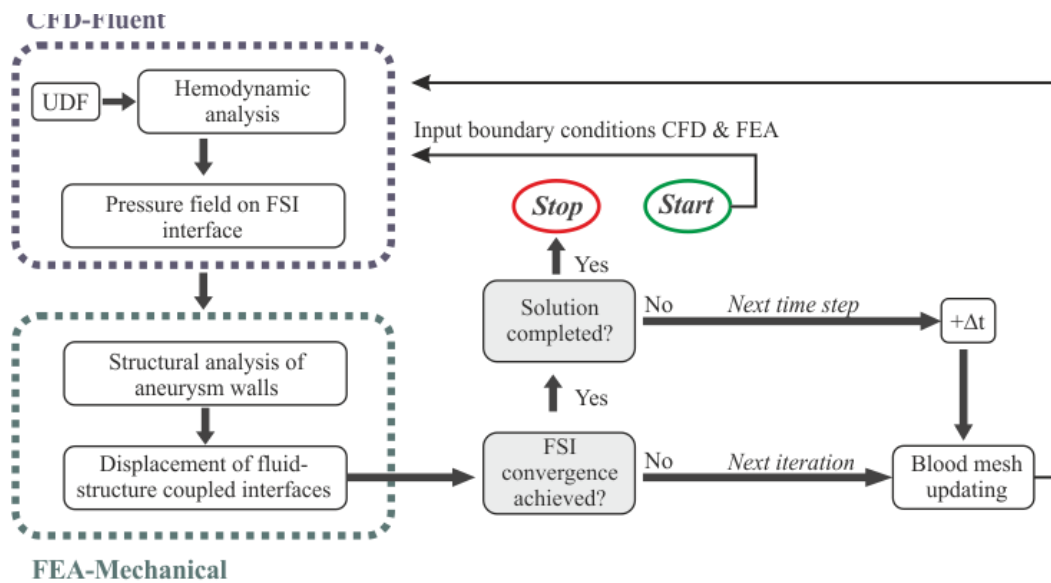 CFD-Fluent
UDF
Hemodynamic
analysis
Pressure field on FSI
interface
Input boundary conditions CFD & FEA
Stop
Start
Yes
Solution
completed?
No
Next time step
+Δt
Structural analysis of
aneurysm walls
Yes
Displacement of fluid-
structure coupled interfaces
FSI
convergence
achieved?
No
Next iteration
Blood mesh
updating
FEA-Mechanical